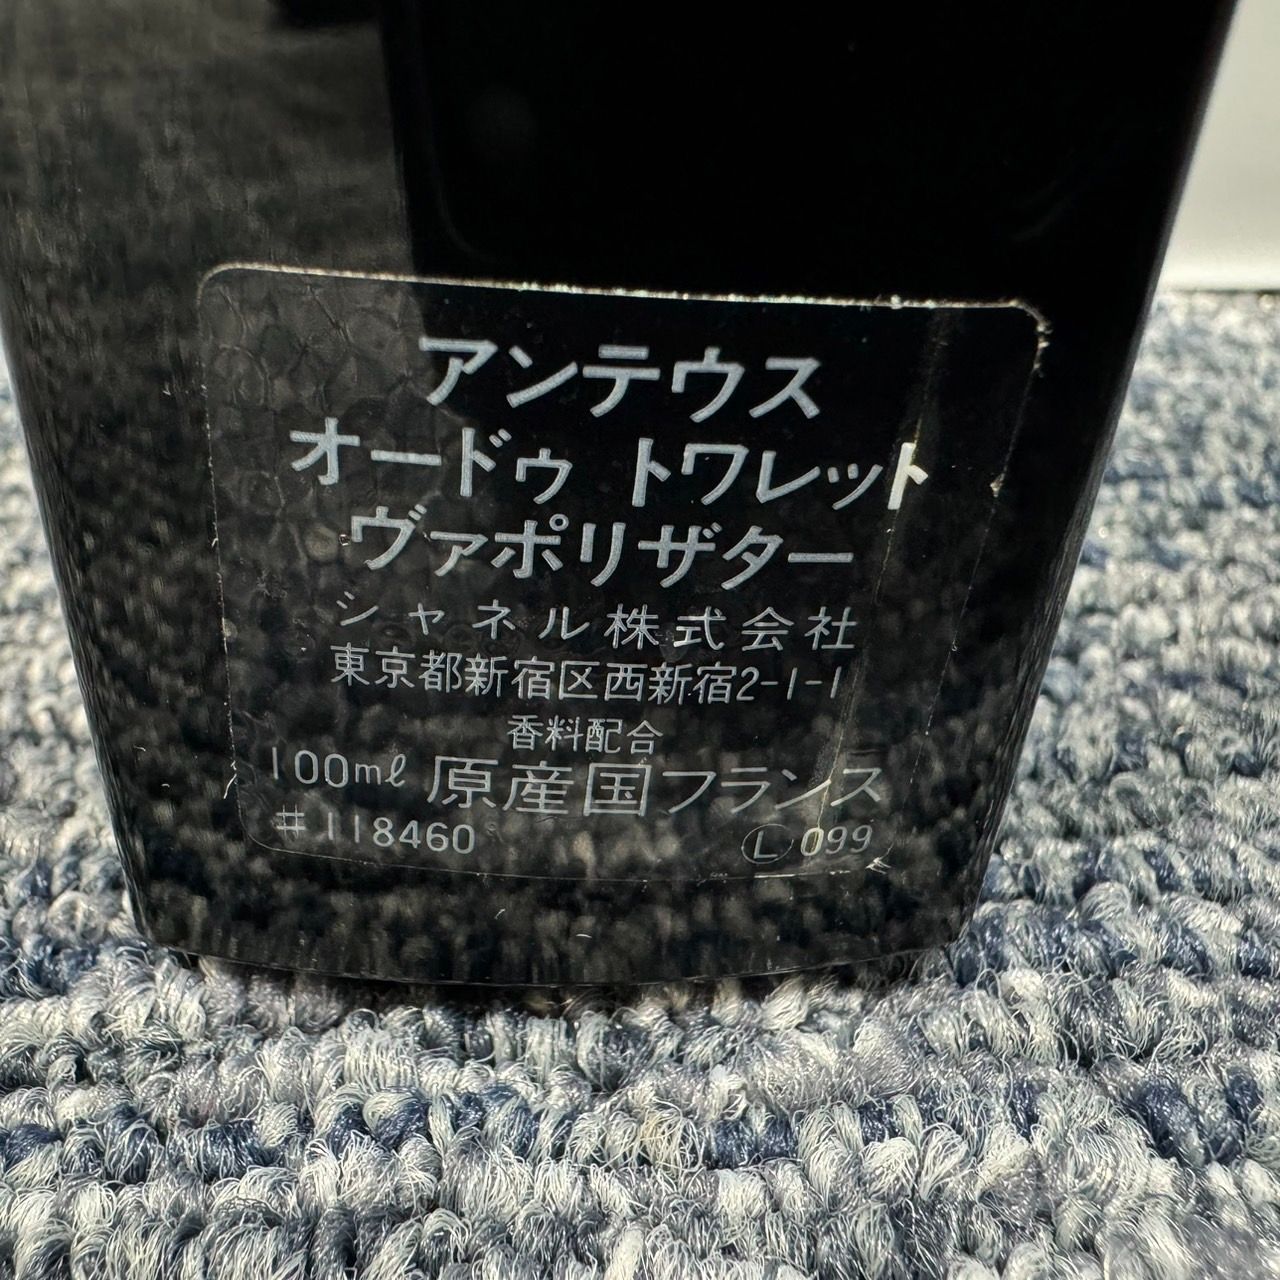 アンテウス
オードゥ トワレット
ヴァポリザター
シャネル株式会社
東京都新宿区西新宿2-1-1
香料配合
100mℓ 原産国フランス
#118460 Ⓛ099